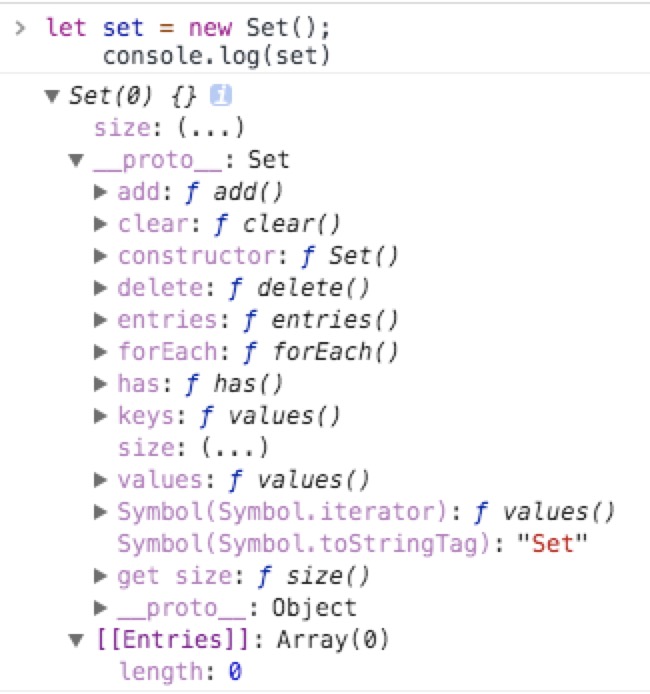 > let set = new Set();
console.log(set)
▼ Set(0) {} i
size: (...)
▼ __proto__: Set
▶ add: ƒ add()
▶ clear: ƒ clear()
▶ constructor: ƒ Set()
▶ delete: ƒ delete()
▶ entries: ƒ entries()
▶ forEach: ƒ forEach()
▶ has: ƒ has()
▶ keys: ƒ values()
size: (...)
▶ values: ƒ values()
▶ Symbol(Symbol.iterator): ƒ values()
Symbol(Symbol.toStringTag): "Set"
▶ get size: ƒ size()
▶ __proto__: Object
▼ [[Entries]]: Array(0)
length: 0